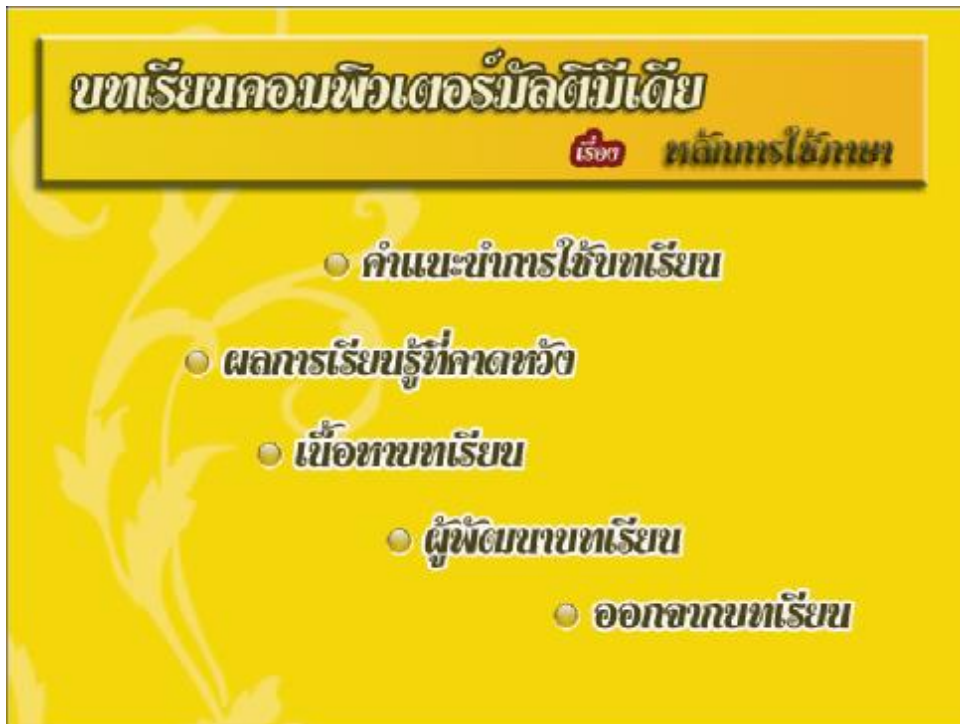 บทเรียนคอมพิวเตอร์มัลติมีเดีย
เรื่อง หลักการใช้ภาษา
คำแนะนำการใช้บทเรียน
ผลการเรียนรู้ที่คาดหวัง
เนื้อหาบทเรียน
ผู้พัฒนาบทเรียน
ออกจากบทเรียน